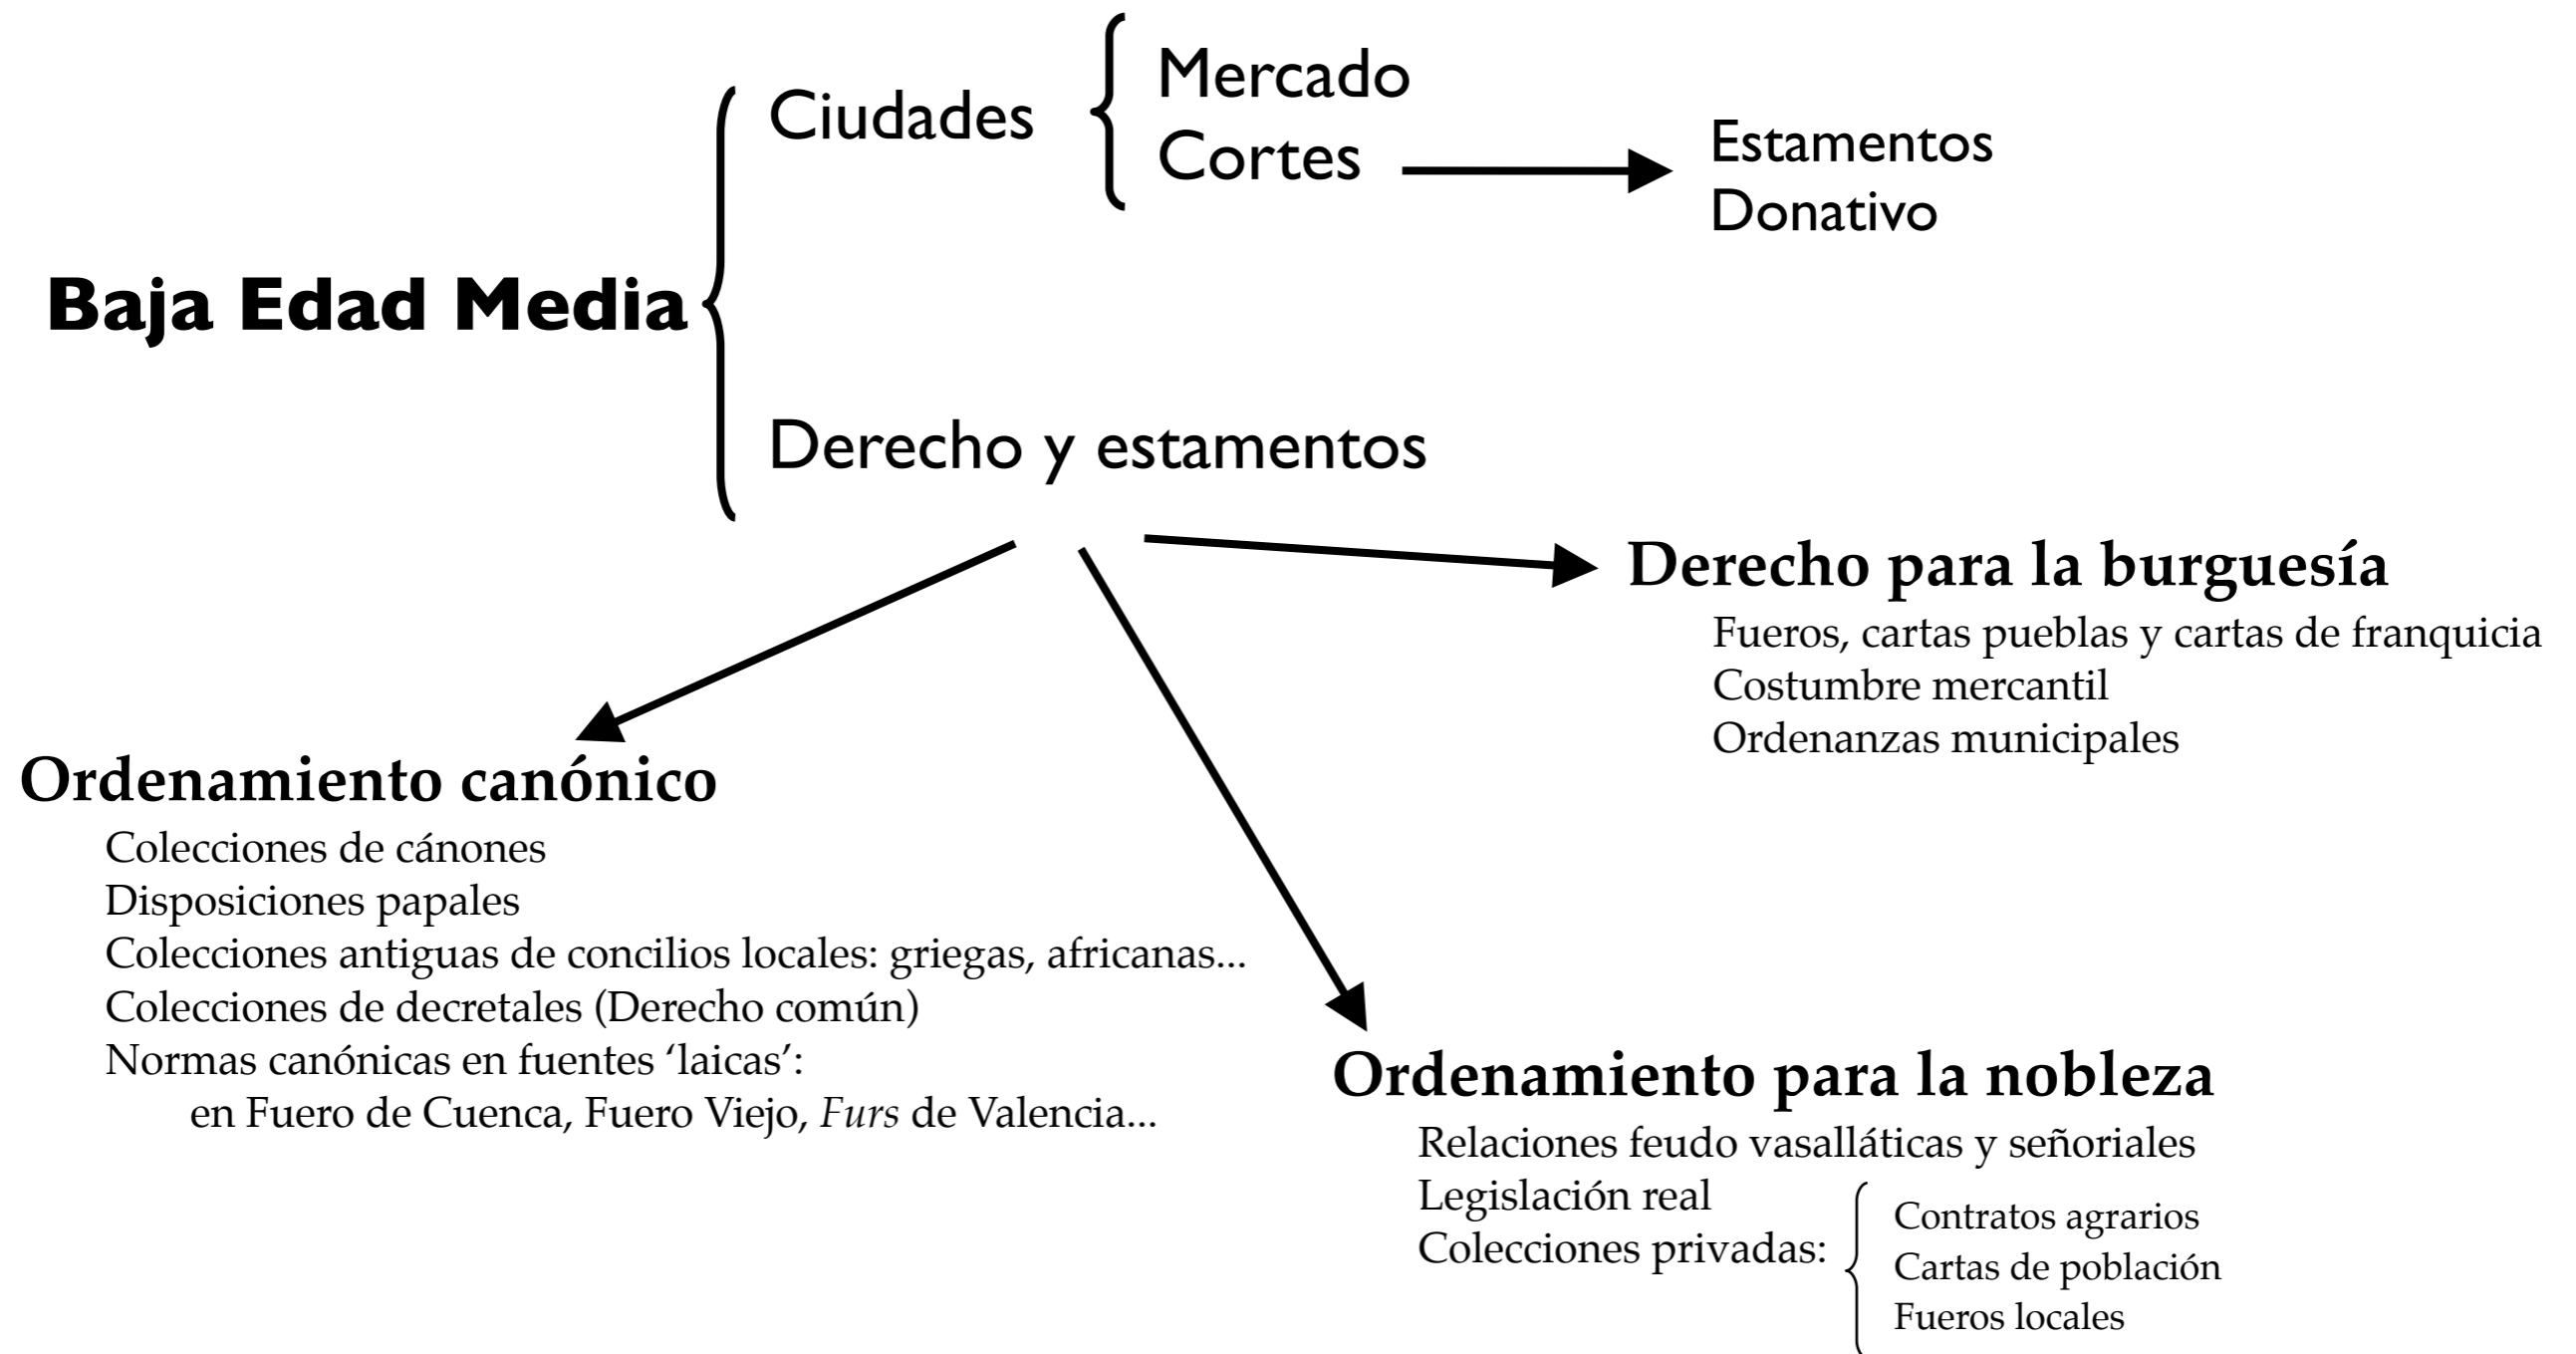 Baja Edad Media
Ciudades
Mercado
Cortes
Estamentos
Donativo
Derecho y estamentos
Derecho para la burguesía
Fueros, cartas pueblas y cartas de franquicia
Costumbre mercantil
Ordenanzas municipales
Ordenamiento canónico
Colecciones de cánones
Disposiciones papales
Colecciones antiguas de concilios locales: griegas, africanas...
Colecciones de decretales (Derecho común)
Normas canónicas en fuentes ‘laicas’:
en Fuero de Cuenca, Fuero Viejo, Furs de Valencia...
Ordenamiento para la nobleza
Relaciones feudo vasalláticas y señoriales
Legislación real
Colecciones privadas:
Contratos agrarios
Cartas de población
Fueros locales